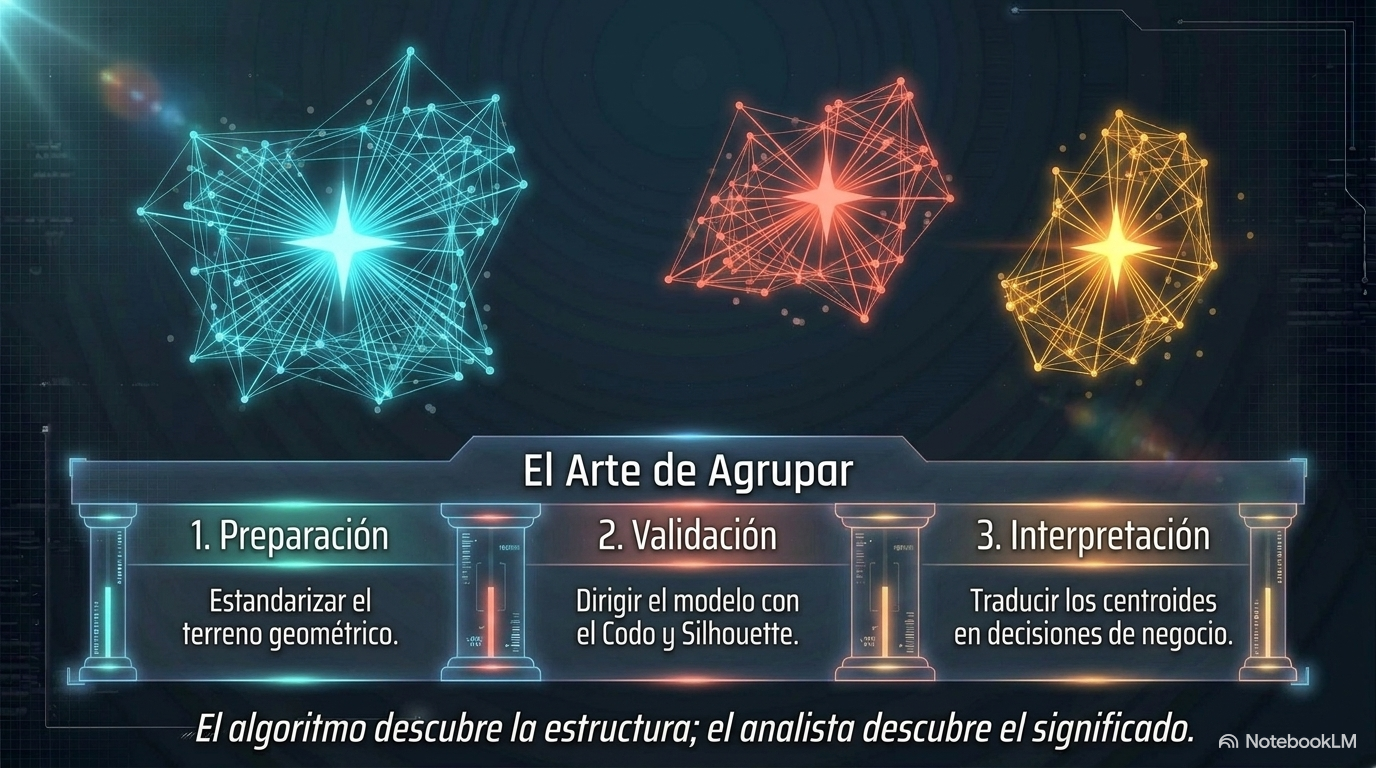 El Arte de Agrupar
1. Preparación
Estandarizar el
terreno geométrico.
2. Validación
Dirigir el modelo con
el Codo y Silhouette.
3. Interpretación
Traducir los centroides
en decisiones de negocio.
El algoritmo descubre la estructura; el analista descubre el significado.
NotebookLM